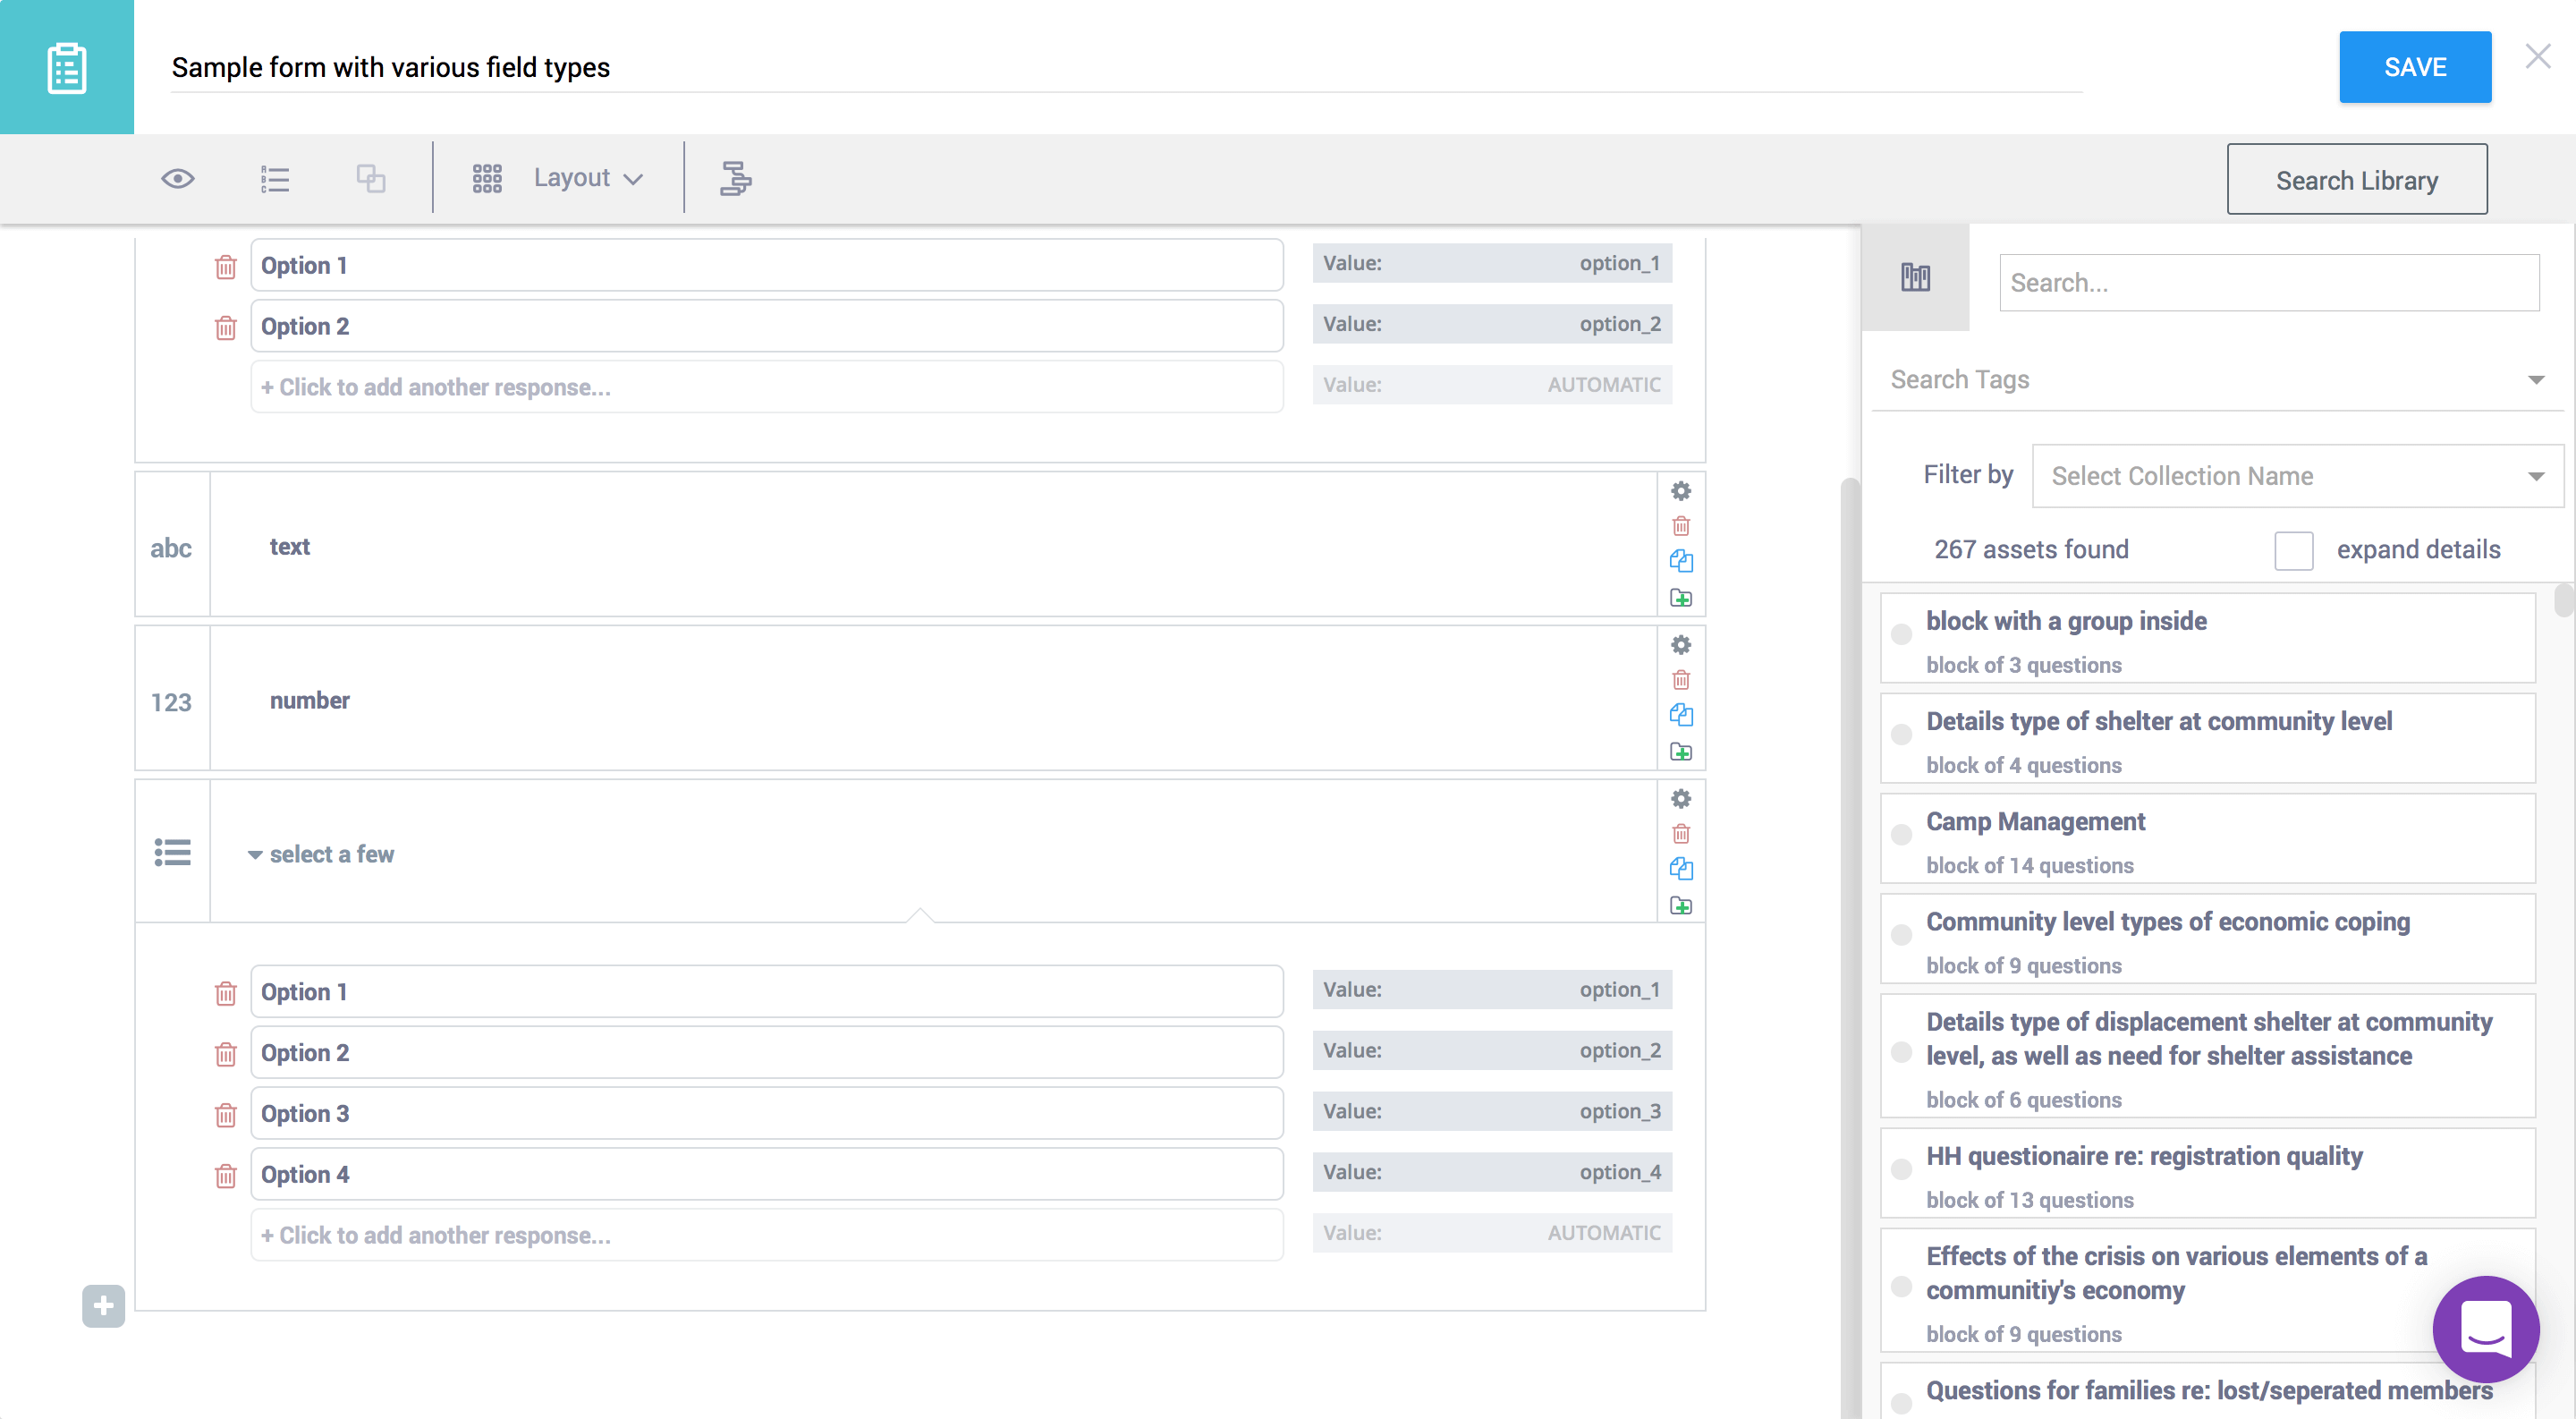 Sample form with various field types
SAVE
A
B
C
Layout
Search Library
Option 1
Value: option_1
Option 2
Value: option_2
+ Click to add another response...
Value: AUTOMATIC
abc
text
123
number
select a few
Option 1
Value: option_1
Option 2
Value: option_2
Option 3
Value: option_3
Option 4
Value: option_4
+ Click to add another response...
Value: AUTOMATIC
Search...
Search Tags
Filter by
Select Collection Name
267 assets found
expand details
block with a group inside
block of 3 questions
Details type of shelter at community level
block of 4 questions
Camp Management
block of 14 questions
Community level types of economic coping
block of 9 questions
Details type of displacement shelter at community
level, as well as need for shelter assistance
block of 6 questions
HH questionaire re: registration quality
block of 13 questions
Effects of the crisis on various elements of a
communitiy's economy
block of 9 questions
Questions for families re: lost/seperated members